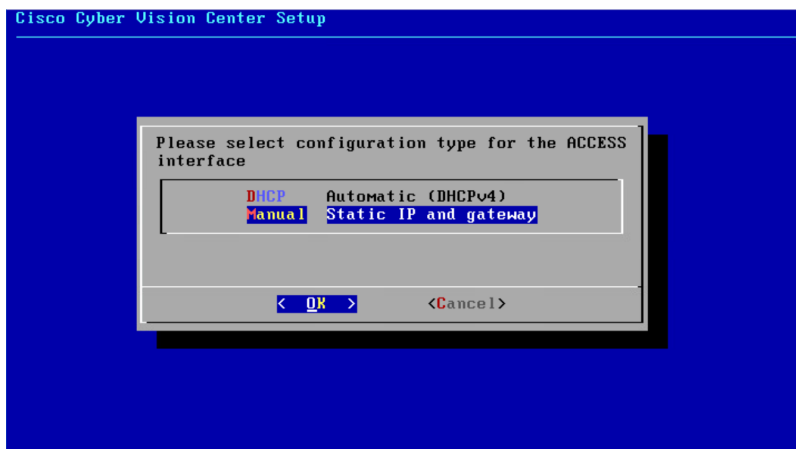 Cisco Cyber Vision Center Setup
Please select configuration type for the ACCESS
interface
DHCP Automatic (DHCPv4)
Manual Static IP and gateway
< OK > <Cancel>